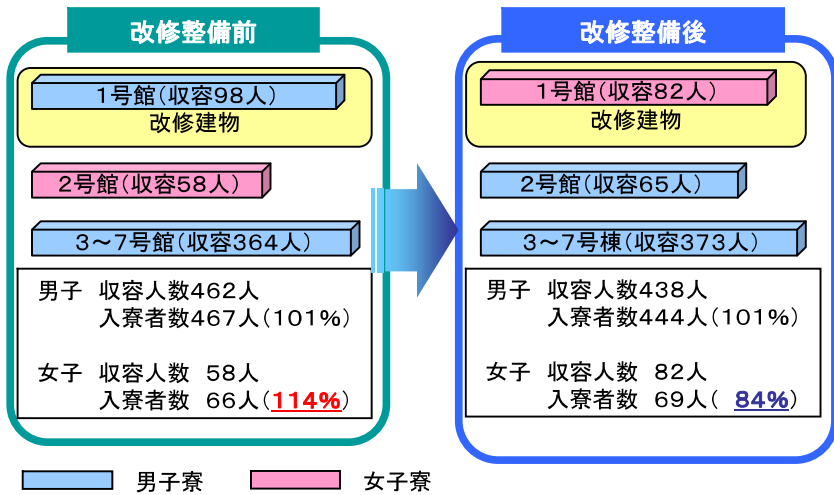 改修整備前
1号館(収容98人)
改修建物
2号館(収容58人)
3～7号館(収容364人)
男子 収容人数462人
入寮者数467人(101%)
女子 収容人数 58人
入寮者数 66人(114%)
改修整備後
1号館(収容82人)
改修建物
2号館(収容65人)
3～7号棟(収容373人)
男子 収容人数438人
入寮者数444人(101%)
女子 収容人数 82人
入寮者数 69人( 84%)
男子寮
女子寮